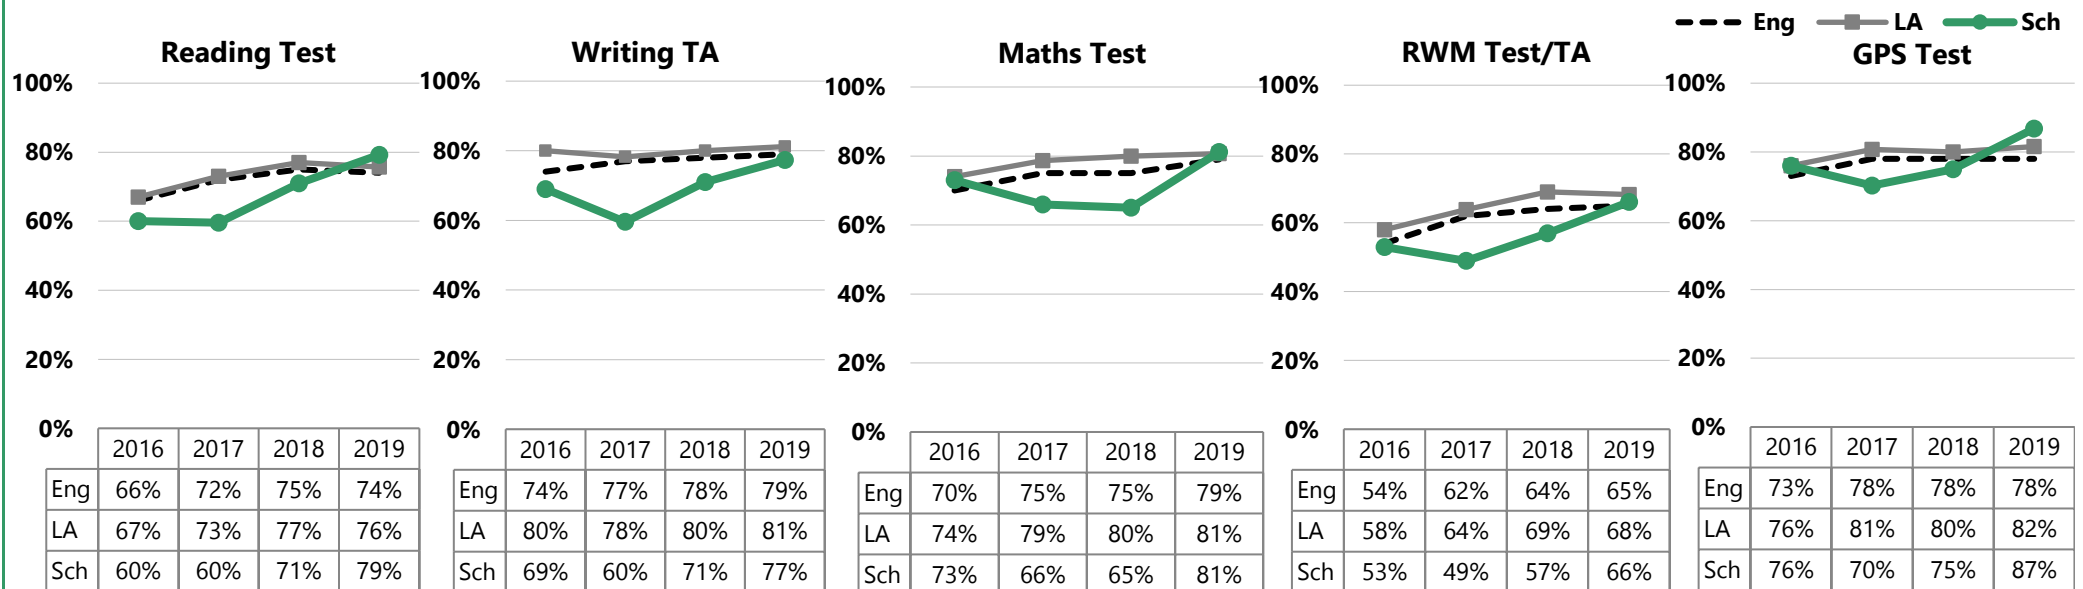 Eng LA Sch
Reading Test
100%
80%
60%
40%
20%
0%
2016 2017 2018 2019
Eng 66% 72% 75% 74%
LA 67% 73% 77% 76%
Sch 60% 60% 71% 79%
Writing TA
100%
80%
60%
40%
20%
0%
2016 2017 2018 2019
Eng 74% 77% 78% 79%
LA 80% 78% 80% 81%
Sch 69% 60% 71% 77%
Maths Test
100%
80%
60%
40%
20%
0%
2016 2017 2018 2019
Eng 70% 75% 75% 79%
LA 74% 79% 80% 81%
Sch 73% 66% 65% 81%
RWM Test/TA
100%
80%
60%
40%
20%
0%
2016 2017 2018 2019
Eng 54% 62% 64% 65%
LA 58% 64% 69% 68%
Sch 53% 49% 57% 66%
GPS Test
100%
80%
60%
40%
20%
0%
2016 2017 2018 2019
Eng 73% 78% 78% 78%
LA 76% 81% 80% 82%
Sch 76% 70% 75% 87%